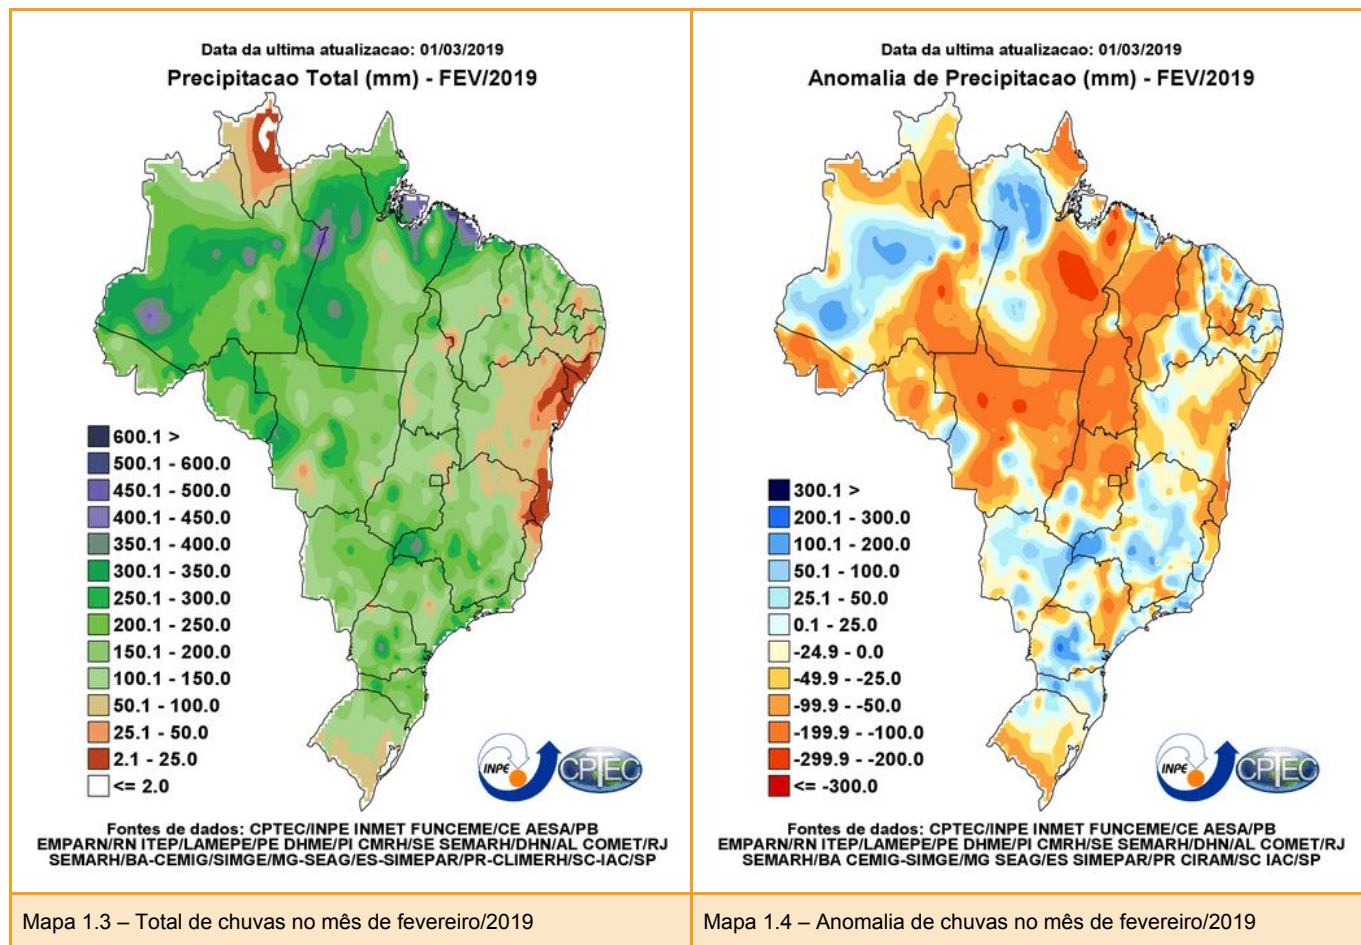 Data da ultima atualizacao: 01/03/2019
Precipitacao Total (mm) - FEV/2019
600.1 >
500.1 - 600.0
450.1 - 500.0
400.1 - 450.0
350.1 - 400.0
300.1 - 350.0
250.1 - 300.0
200.1 - 250.0
150.1 - 200.0
100.1 - 150.0
50.1 - 100.0
25.1 - 50.0
2.1 - 25.0
<= 2.0
INPE
CPTEC
Fontes de dados: CPTEC/INPE INMET FUNCEME/CE AESA/PB
EMPARN/RN ITEP/LAMEPE/PE DHME/PI CMRH/SE SEMARH/DHN/AL COMET/RJ
SEMARH/BA-CEMIG/SIMGE/MG-SEAG/ES-SIMEPAR/PR-CLIMERH/SC-IAC/SP
Mapa 1.3 – Total de chuvas no mês de fevereiro/2019
Data da ultima atualizacao: 01/03/2019
Anomalia de Precipitacao (mm) - FEV/2019
300.1 >
200.1 - 300.0
100.1 - 200.0
50.1 - 100.0
25.1 - 50.0
0.1 - 25.0
-24.9 - 0.0
-49.9 - -25.0
-99.9 - -50.0
-199.9 - -100.0
-299.9 - -200.0
<= -300.0
INPE
CPTEC
Fontes de dados: CPTEC/INPE INMET FUNCEME/CE AESA/PB
EMPARN/RN ITEP/LAMEPE/PE DHME/PI CMRH/SE SEMARH/DHN/AL COMET/RJ
SEMARH/BA CEMIG-SIMGE/MG SEAG/ES SIMEPAR/PR CIRAM/SC IAC/SP
Mapa 1.4 – Anomalia de chuvas no mês de fevereiro/2019